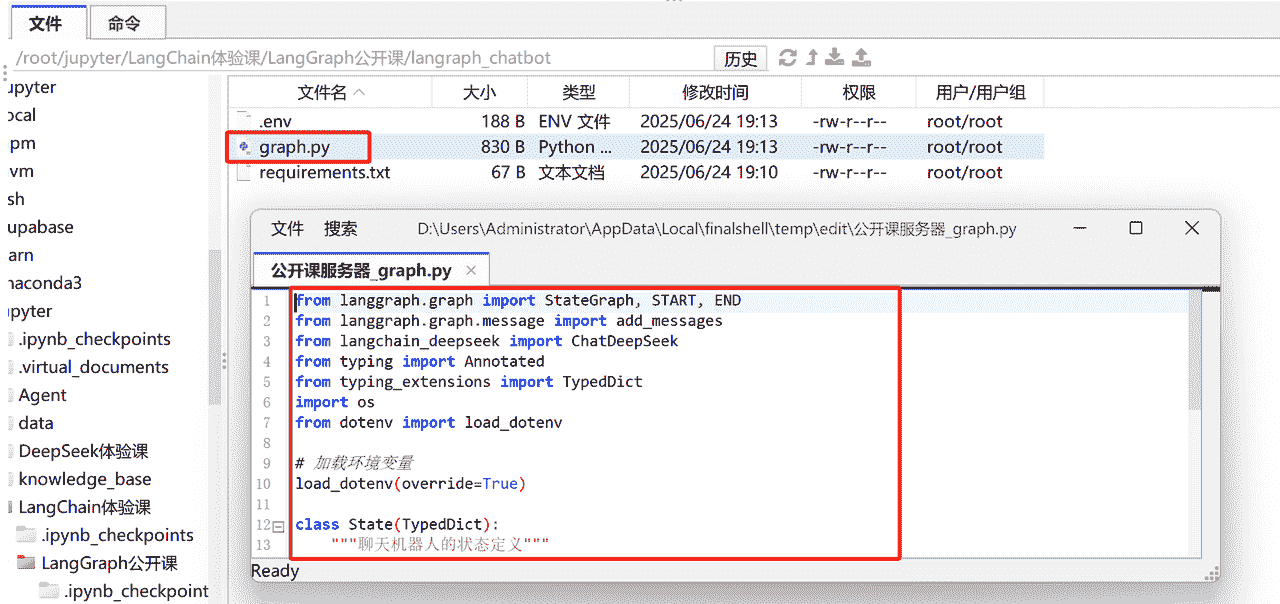 文件 命令
/root/jupyter/LangChain体验课/LangGraph公开课/langraph_chatbot 历史
文件名 大小 类型 修改时间 权限 用户/用户组
.env 188 B ENV 文件 2025/06/24 19:13 -rw-r--r-- root/root
graph.py 830 B Python ... 2025/06/24 19:13 -rw-r--r-- root/root
requirements.txt 67 B 文本文档 2025/06/24 19:10 -rw-r--r-- root/root
upyter
ocal
pm
vm
sh
upabase
arn
naconda3
upyter
.ipynb_checkpoints
.virtual_documents
Agent
data
DeepSeek体验课
knowledge_base
LangChain体验课
.ipynb_checkpoints
LangGraph公开课
.ipynb_checkpoint
文件 搜索 D:\Users\Administrator\AppData\Local\finalshell\temp\edit\公开课服务器_graph.py
公开课服务器_graph.py
1 from langgraph.graph import StateGraph, START, END
2 from langgraph.graph.message import add_messages
3 from langchain_deepseek import ChatDeepSeek
4 from typing import Annotated
5 from typing_extensions import TypedDict
6 import os
7 from dotenv import load_dotenv
8
9 # 加载环境变量
10 load_dotenv(override=True)
11
12 class State(TypedDict):
13 """聊天机器人的状态定义"""
Ready